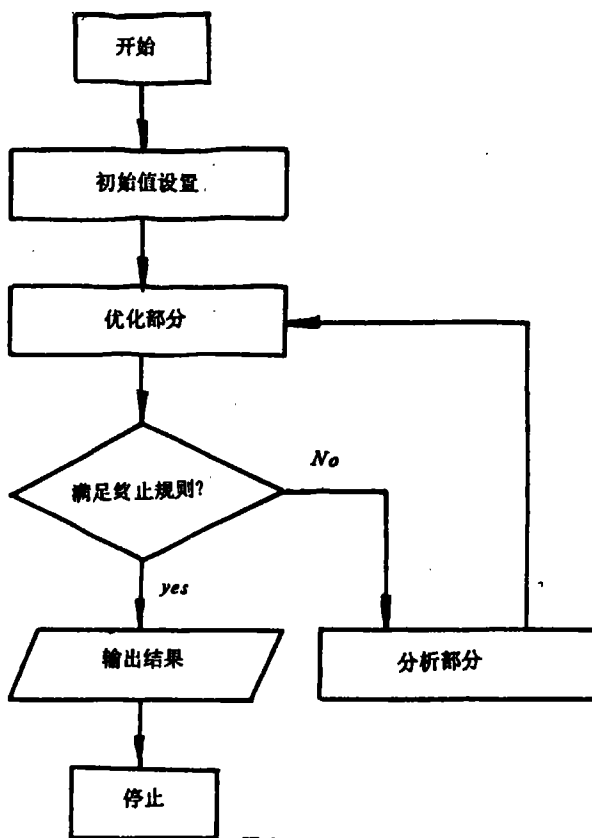 开始
初始值设置
优化部分
满足终止规则?
No
yes
输出结果
分析部分
停止